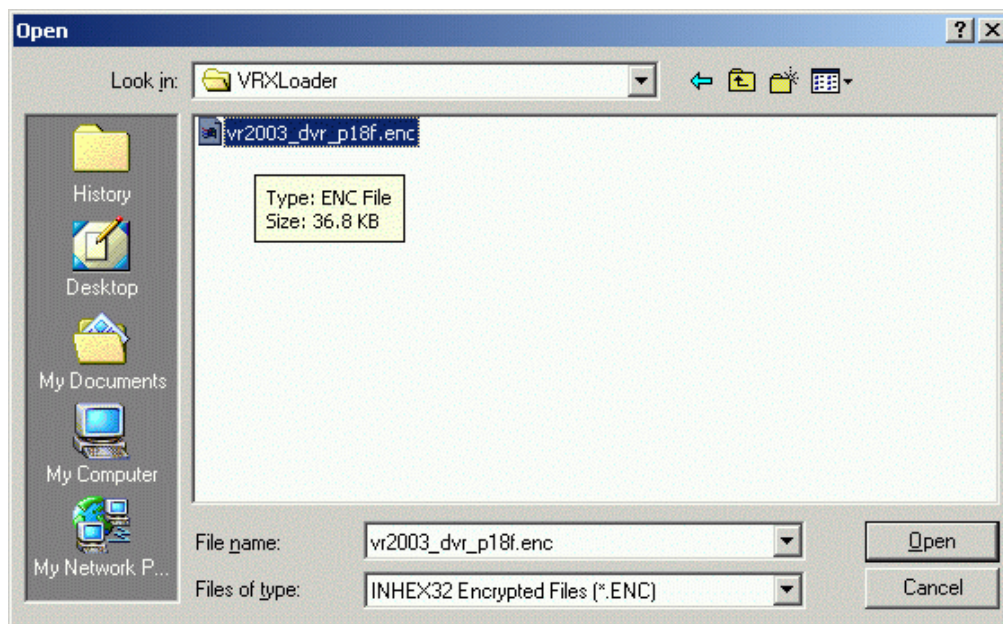 Open
Look in:
VRXLoader
vr2003_dvr_p18f.enc
Type: ENC File
Size: 36.8 KB
History
Desktop
My Documents
My Computer
My Network P...
File name:
vr2003_dvr_p18f.enc
Open
Files of type:
INHEX32 Encrypted Files (*.ENC)
Cancel